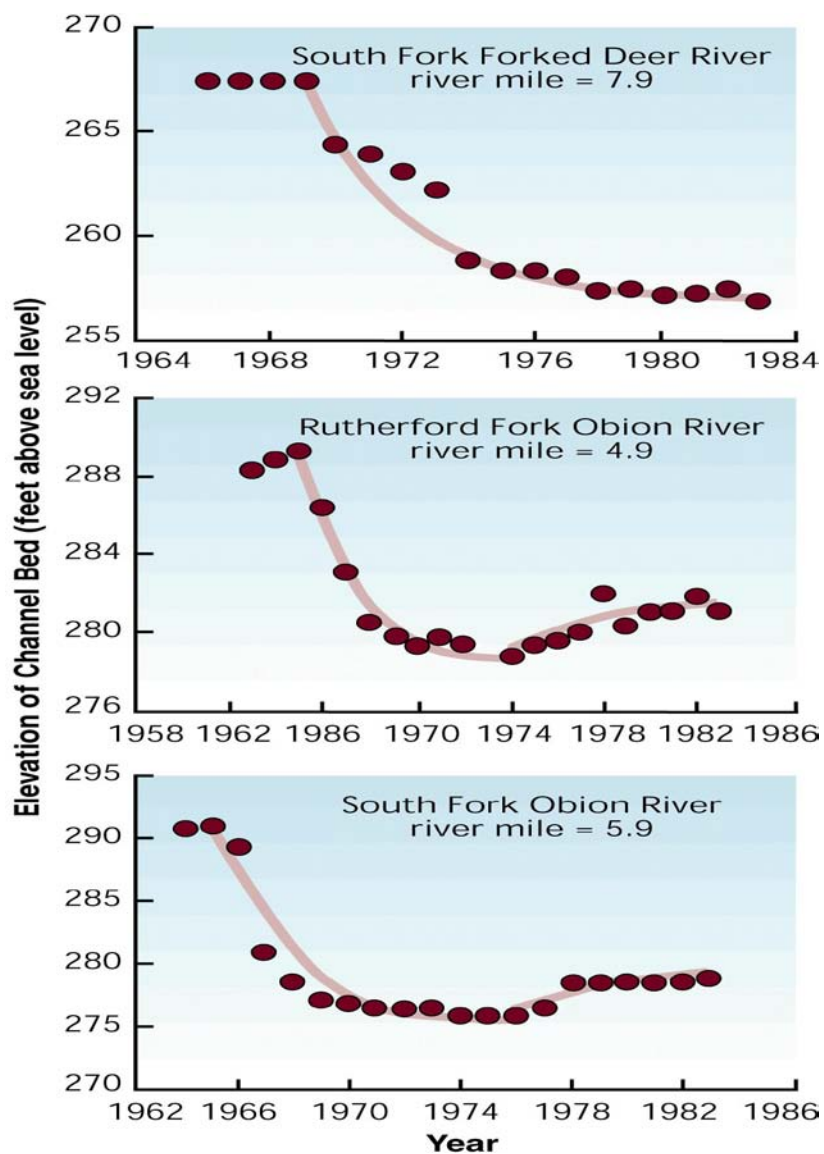 Elevation of Channel Bed (feet above sea level)
270
265
260
255
South Fork Forked Deer River
river mile = 7.9
1964 1968 1972 1976 1980 1984
292
288
284
280
276
Rutherford Fork Obion River
river mile = 4.9
1958 1962 1986 1970 1974 1978 1982 1986
295
290
285
278
275
270
South Fork Obion River
river mile = 5.9
1962 1966 1970 1974 1978 1982 1986
Year